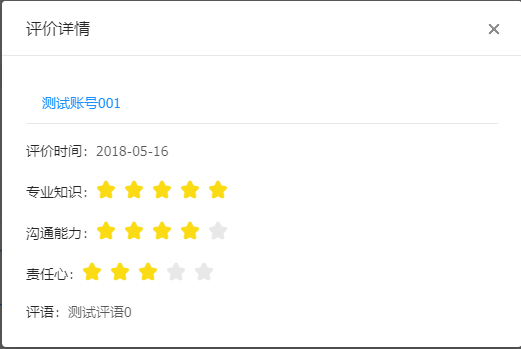 评价详情
测试账号001
评价时间：2018-05-16
专业知识：
沟通能力：
责任心：
评语：测试评语0